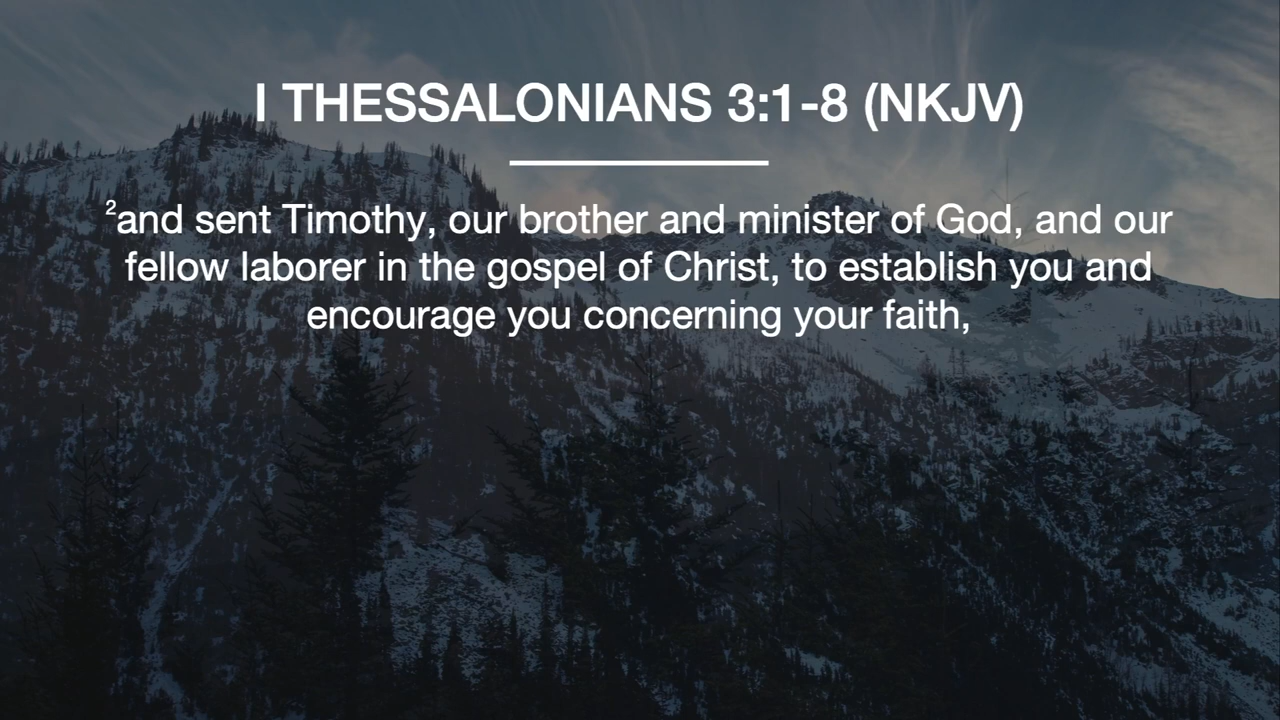 I THESSALONIANS 3:1-8 (NKJV)
²and sent Timothy, our brother and minister of God, and our
fellow laborer in the gospel of Christ, to establish you and
encourage you concerning your faith,